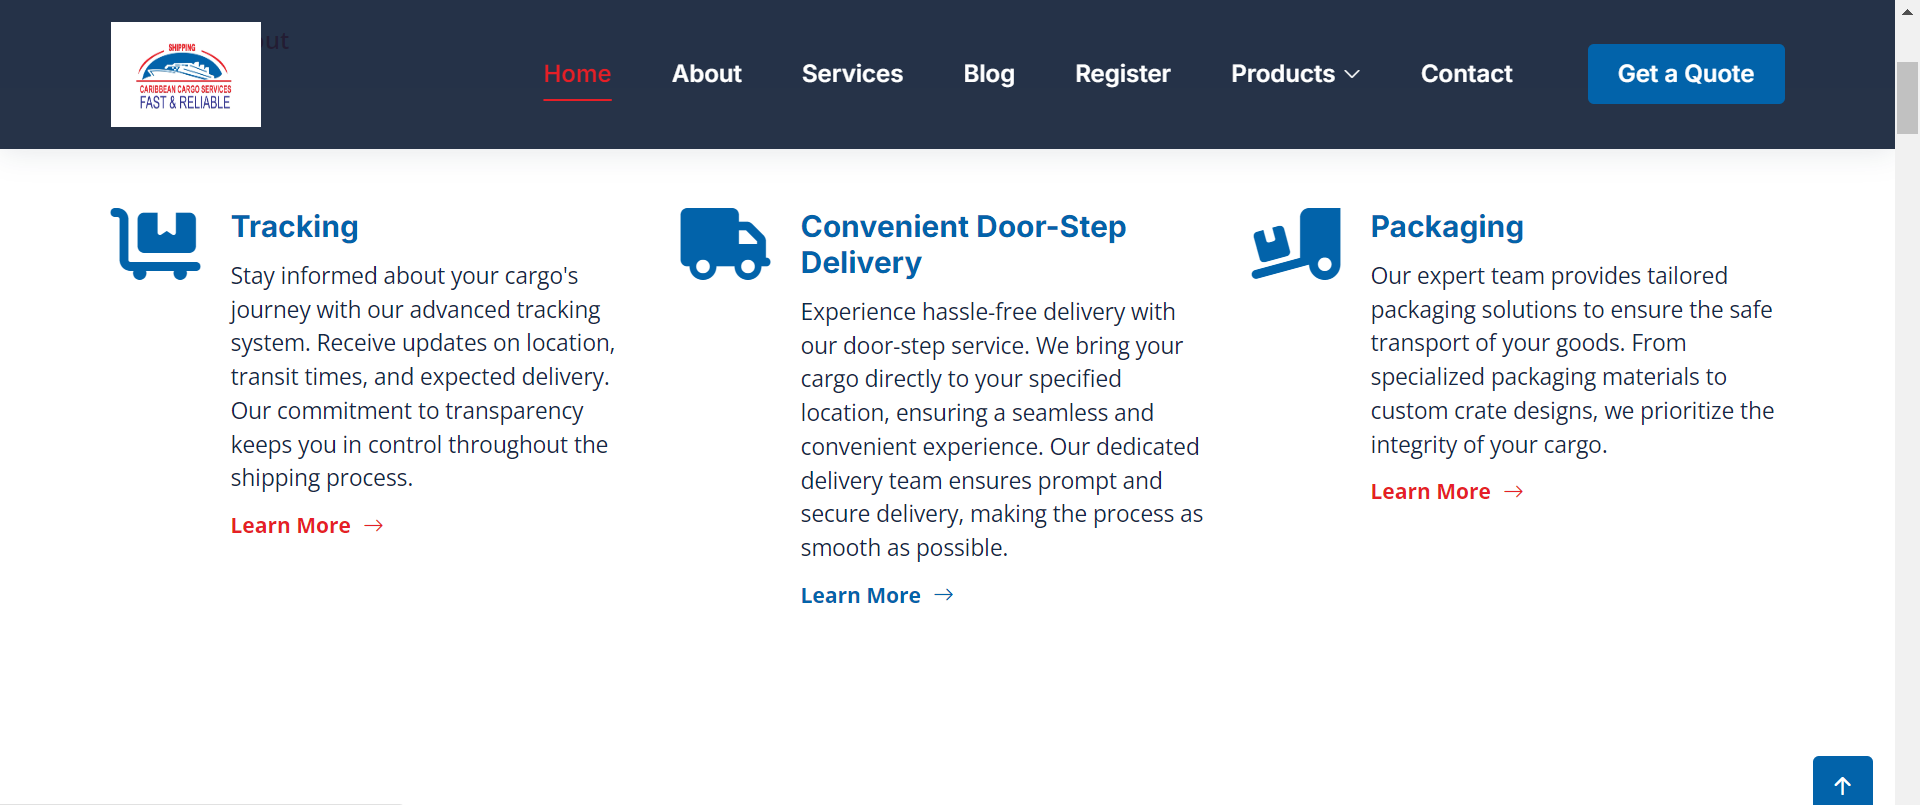 SHIPPING
CARIBBEAN CARGO SERVICES
FAST & RELIABLE
Home
About
Services
Blog
Register
Products
Contact
Get a Quote
Tracking
Stay informed about your cargo's
journey with our advanced tracking
system. Receive updates on location,
transit times, and expected delivery.
Our commitment to transparency
keeps you in control throughout the
shipping process.
Learn More
Convenient Door-Step
Delivery
Experience hassle-free delivery with
our door-step service. We bring your
cargo directly to your specified
location, ensuring a seamless and
convenient experience. Our dedicated
delivery team ensures prompt and
secure delivery, making the process as
smooth as possible.
Learn More
Packaging
Our expert team provides tailored
packaging solutions to ensure the safe
transport of your goods. From
specialized packaging materials to
custom crate designs, we prioritize the
integrity of your cargo.
Learn More